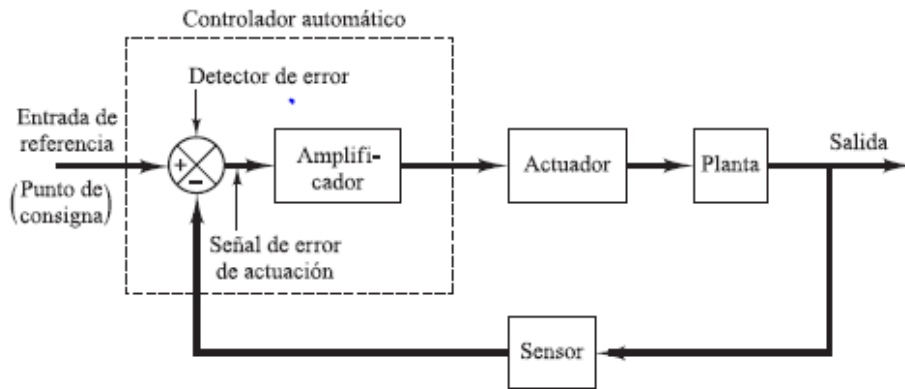 Controlador automático
Detector de error
Entrada de
referencia
(Punto de
consigna)
+
-
Amplifi-
cador
Actuador
Planta
Salida
Señal de error
de actuación
Sensor